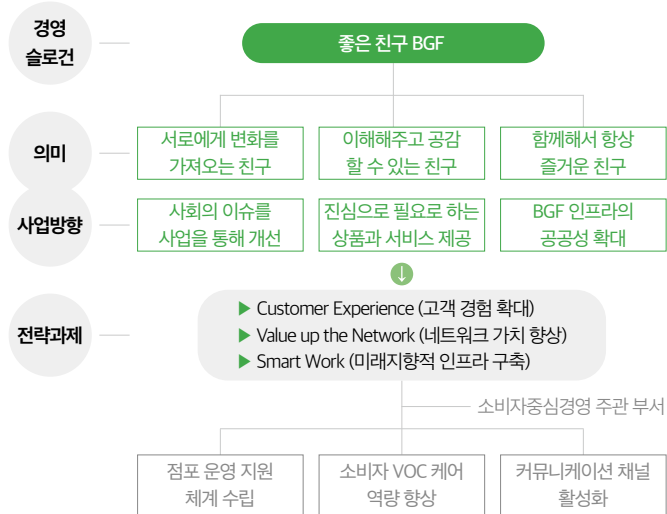 경영
슬로건
좋은 친구 BGF
의미
서로에게 변화를
가져오는 친구
이해해주고 공감
할 수 있는 친구
함께해서 항상
즐거운 친구
사업방향
사회의 이슈를
사업을 통해 개선
진심으로 필요로 하는
상품과 서비스 제공
BGF 인프라의
공공성 확대
전략과제
▶ Customer Experience (고객 경험 확대)
▶ Value up the Network (네트워크 가치 향상)
▶ Smart Work (미래지향적 인프라 구축)
소비자중심경영 주관 부서
점포 운영 지원
체계 수립
소비자 VOC 케어
역량 향상
커뮤니케이션 채널
활성화